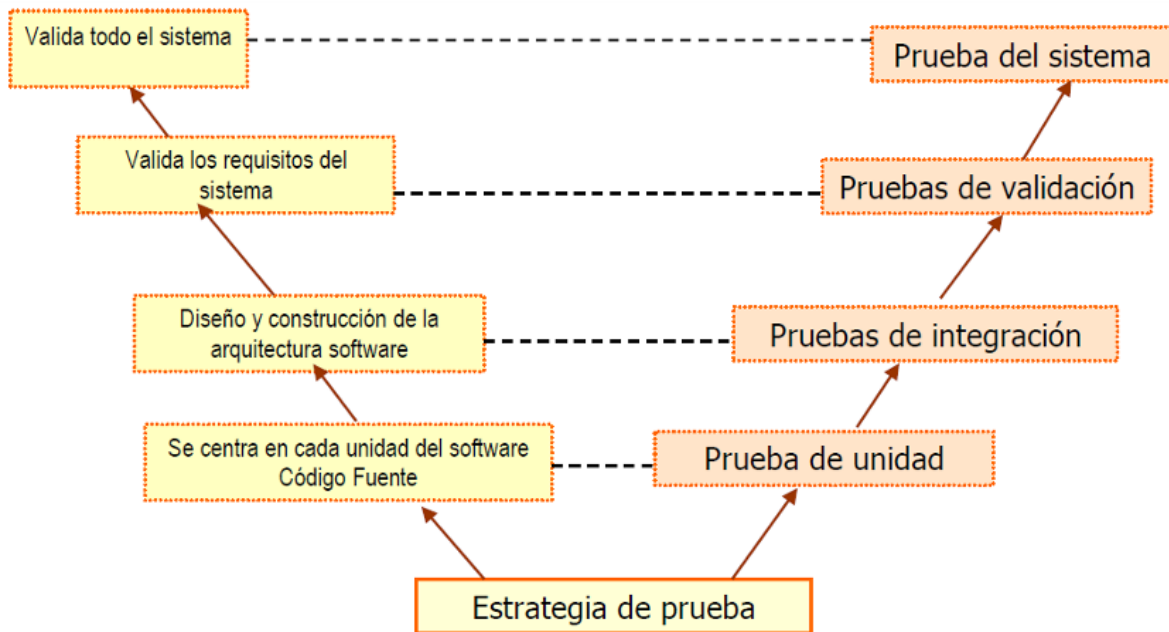 Valida todo el sistema
Prueba del sistema
Valida los requisitos del
sistema
Pruebas de validación
Diseño y construcción de la
arquitectura software
Pruebas de integración
Se centra en cada unidad del software
Código Fuente
Prueba de unidad
Estrategia de prueba